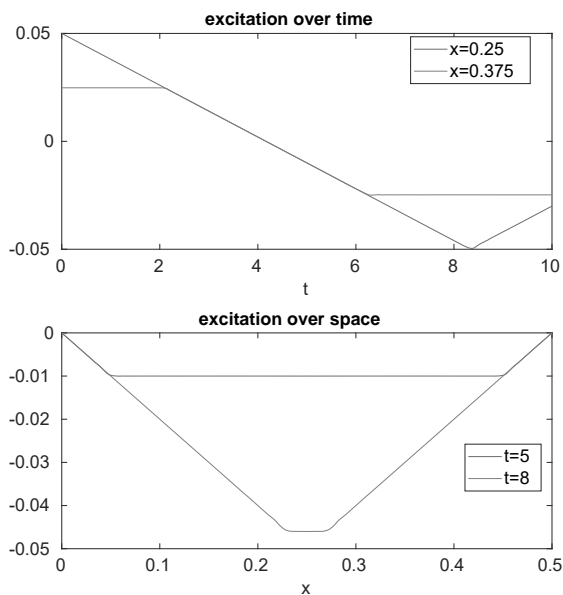 excitation over time
0.05
x=0.25
x=0.375
0
-0.05
0 2 4 6 8 10
t
excitation over space
0
-0.01
-0.02
-0.03
t=5
t=8
-0.04
-0.05
0 0.1 0.2 0.3 0.4 0.5
x